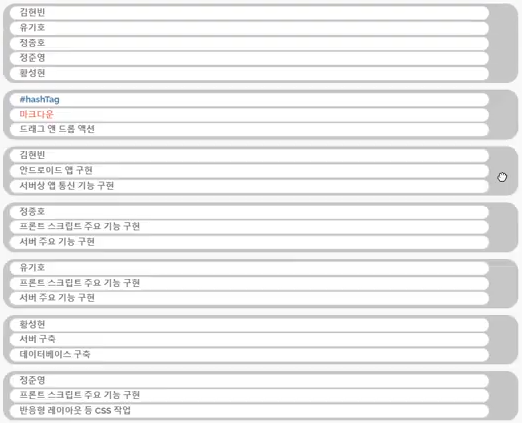 김현빈
유기호
정종호
정준영
황성현
#hashTag
마크다운
드래그 앤 드롭 액션
김현빈
안드로이드 앱 구현
서버상 앱 통신 기능 구현
정종호
프론트 스크립트 주요 기능 구현
서버 주요 기능 구현
유기호
프론트 스크립트 주요 기능 구현
서버 주요 기능 구현
황성현
서버 구축
데이터베이스 구축
정준영
프론트 스크립트 주요 기능 구현
반응형 레이아웃 등 CSS 작업